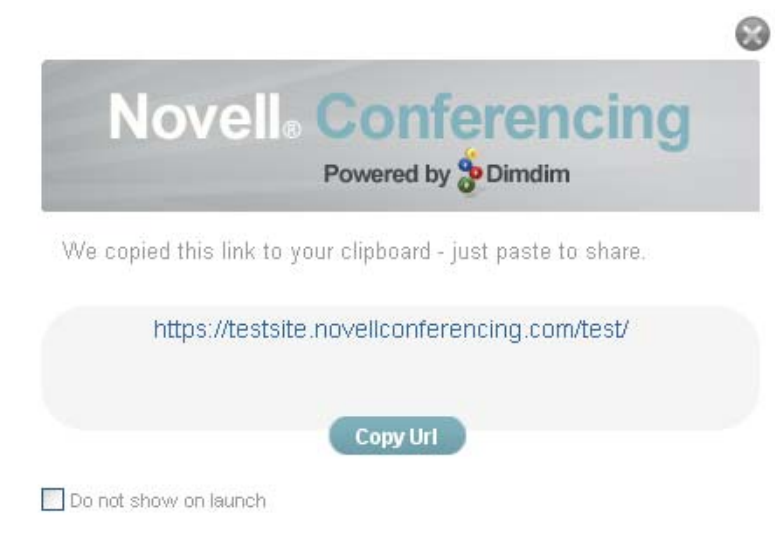 Novell® Conferencing
Powered by Dimdim
We copied this link to your clipboard - just paste to share.
https://testsite.novellconferencing.com/test/
Copy Url
Do not show on launch